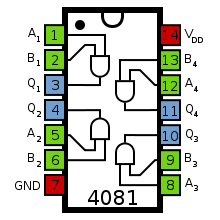 A1 1 14 VDD
B1 2 13 B4
Q1 3 12 A4
Q2 4 11 Q4
A2 5 10 Q3
B2 6 9 B3
GND 7 8 A3
4081